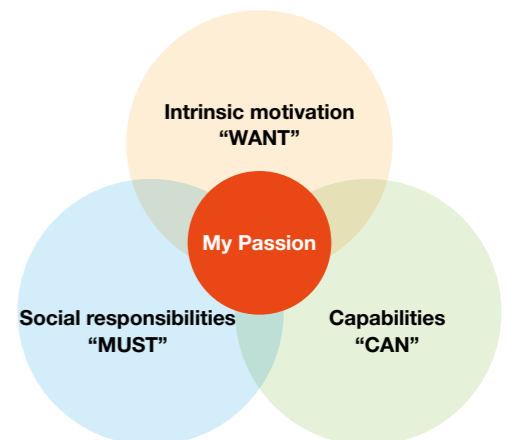 Intrinsic motivation
“WANT”
My Passion
Social responsibilities
“MUST”
Capabilities
“CAN”